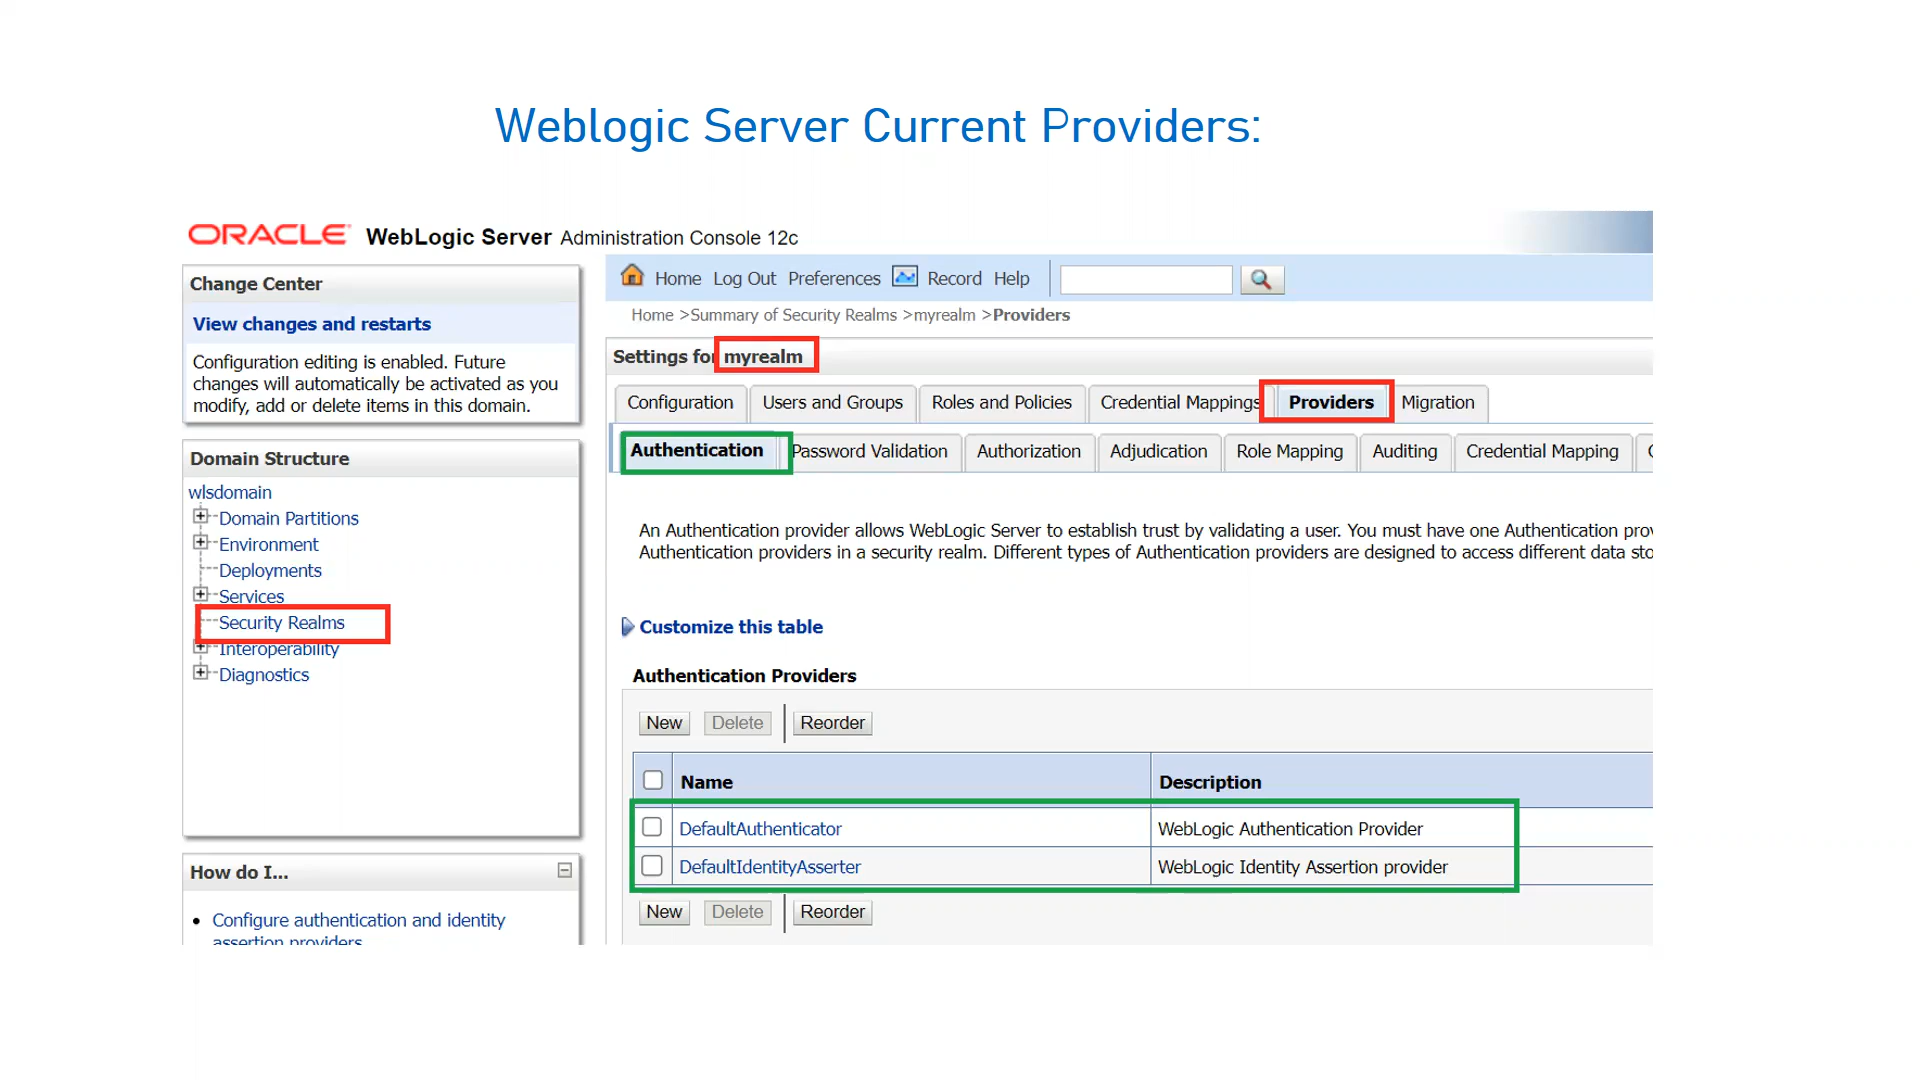 Weblogic Server Current Providers:
ORACLE WebLogic Server Administration Console 12c
Change Center
View changes and restarts
Configuration editing is enabled. Future
changes will automatically be activated as you
modify, add or delete items in this domain.
Domain Structure
wlsdomain
Domain Partitions
Environment
Deployments
Services
Security Realms
Interoperability
Diagnostics
How do I...
Configure authentication and identity
assertion providers
Home Log Out Preferences Record Help
Home >Summary of Security Realms >myrealm >Providers
Settings for myrealm
Configuration Users and Groups Roles and Policies Credential Mappings Providers Migration
Authentication Password Validation Authorization Adjudication Role Mapping Auditing Credential Mapping
An Authentication provider allows WebLogic Server to establish trust by validating a user. You must have one Authentication
Authentication providers in a security realm. Different types of Authentication providers are designed to access different data
Customize this table
Authentication Providers
New Delete Reorder
Name Description
DefaultAuthenticator WebLogic Authentication Provider
DefaultIdentityAsserter WebLogic Identity Assertion provider
New Delete Reorder